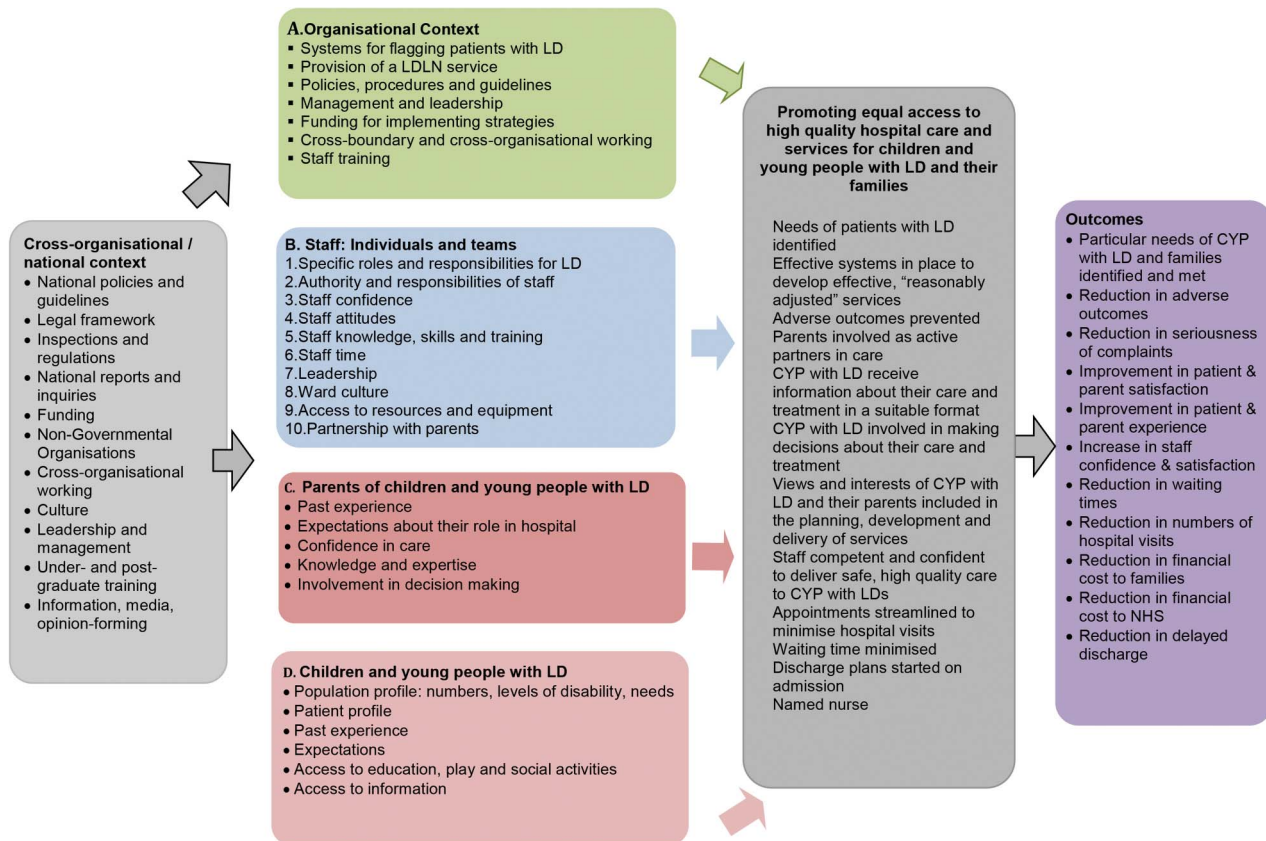 Cross-organisational /
national context
● National policies and
guidelines
● Legal framework
● Inspections and
regulations
● National reports and
inquiries
● Funding
● Non-Governmental
Organisations
● Cross-organisational
working
● Culture
● Leadership and
management
● Under- and post-
graduate training
● Information, media,
opinion-forming
A.Organisational Context
▪ Systems for flagging patients with LD
▪ Provision of a LDLN service
▪ Policies, procedures and guidelines
▪ Management and leadership
▪ Funding for implementing strategies
▪ Cross-boundary and cross-organisational working
▪ Staff training
B. Staff: Individuals and teams
1.Specific roles and responsibilities for LD
2.Authority and responsibilities of staff
3.Staff confidence
4.Staff attitudes
5.Staff knowledge, skills and training
6.Staff time
7.Leadership
8.Ward culture
9.Access to resources and equipment
10.Partnership with parents
C. Parents of children and young people with LD
● Past experience
● Expectations about their role in hospital
● Confidence in care
● Knowledge and expertise
● Involvement in decision making
D. Children and young people with LD
● Population profile: numbers, levels of disability, needs
● Patient profile
● Past experience
● Expectations
● Access to education, play and social activities
● Access to information
Promoting equal access to
high quality hospital care and
services for children and
young people with LD and their
families
Needs of patients with LD
identified
Effective systems in place to
develop effective, “reasonably
adjusted” services
Adverse outcomes prevented
Parents involved as active
partners in care
CYP with LD receive
information about their care and
treatment in a suitable format
CYP with LD involved in making
decisions about their care and
treatment
Views and interests of CYP with
LD and their parents included in
the planning, development and
delivery of services
Staff competent and confident
to deliver safe, high quality care
to CYP with LDs
Appointments streamlined to
minimise hospital visits
Waiting time minimised
Discharge plans started on
admission
Named nurse
Outcomes
● Particular needs of CYP
with LD and families
identified and met
● Reduction in adverse
outcomes
● Reduction in seriousness
of complaints
● Improvement in patient &
parent satisfaction
● Improvement in patient &
parent experience
● Increase in staff
confidence & satisfaction
● Reduction in waiting
times
● Reduction in numbers of
hospital visits
● Reduction in financial
cost to families
● Reduction in financial
cost to NHS
● Reduction in delayed
discharge